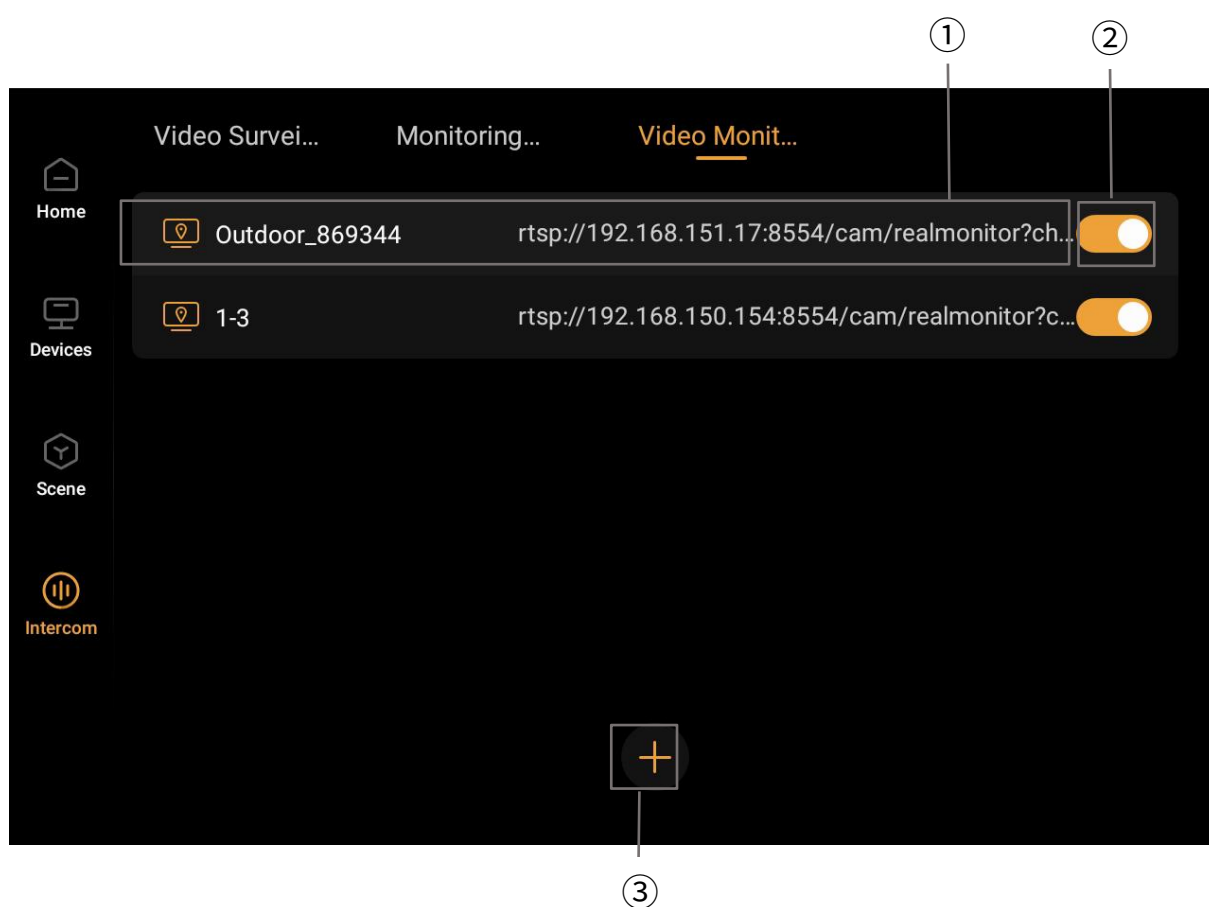 ① ②
Video Survei... Monitoring... Video Monit...
Home
Outdoor_869344 rtsp://192.168.151.17:8554/cam/realmonitor?ch...
1-3 rtsp://192.168.150.154:8554/cam/realmonitor?c...
Devices
Scene
Intercom
③